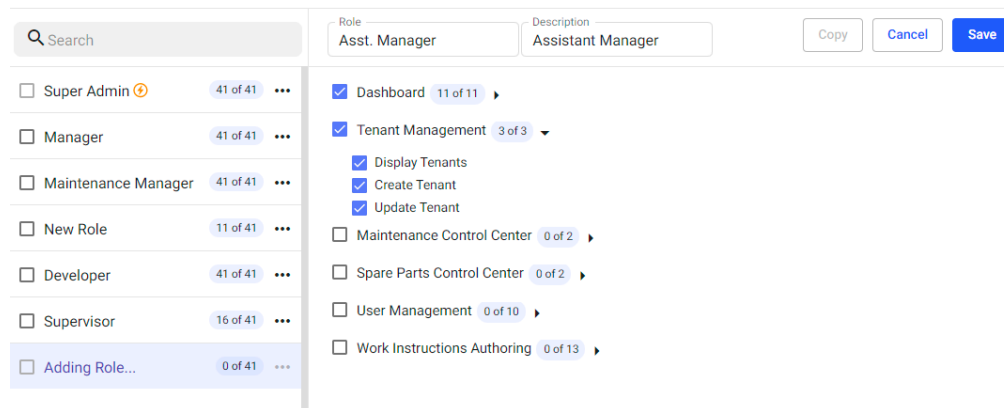 Search
Super Admin 41 of 41
Manager 41 of 41
Maintenance Manager 41 of 41
New Role 11 of 41
Developer 41 of 41
Supervisor 16 of 41
Adding Role... 0 of 41
Role
Asst. Manager
Description
Assistant Manager
Copy
Cancel
Save
Dashboard 11 of 11
Tenant Management 3 of 3
Display Tenants
Create Tenant
Update Tenant
Maintenance Control Center 0 of 2
Spare Parts Control Center 0 of 2
User Management 0 of 10
Work Instructions Authoring 0 of 13